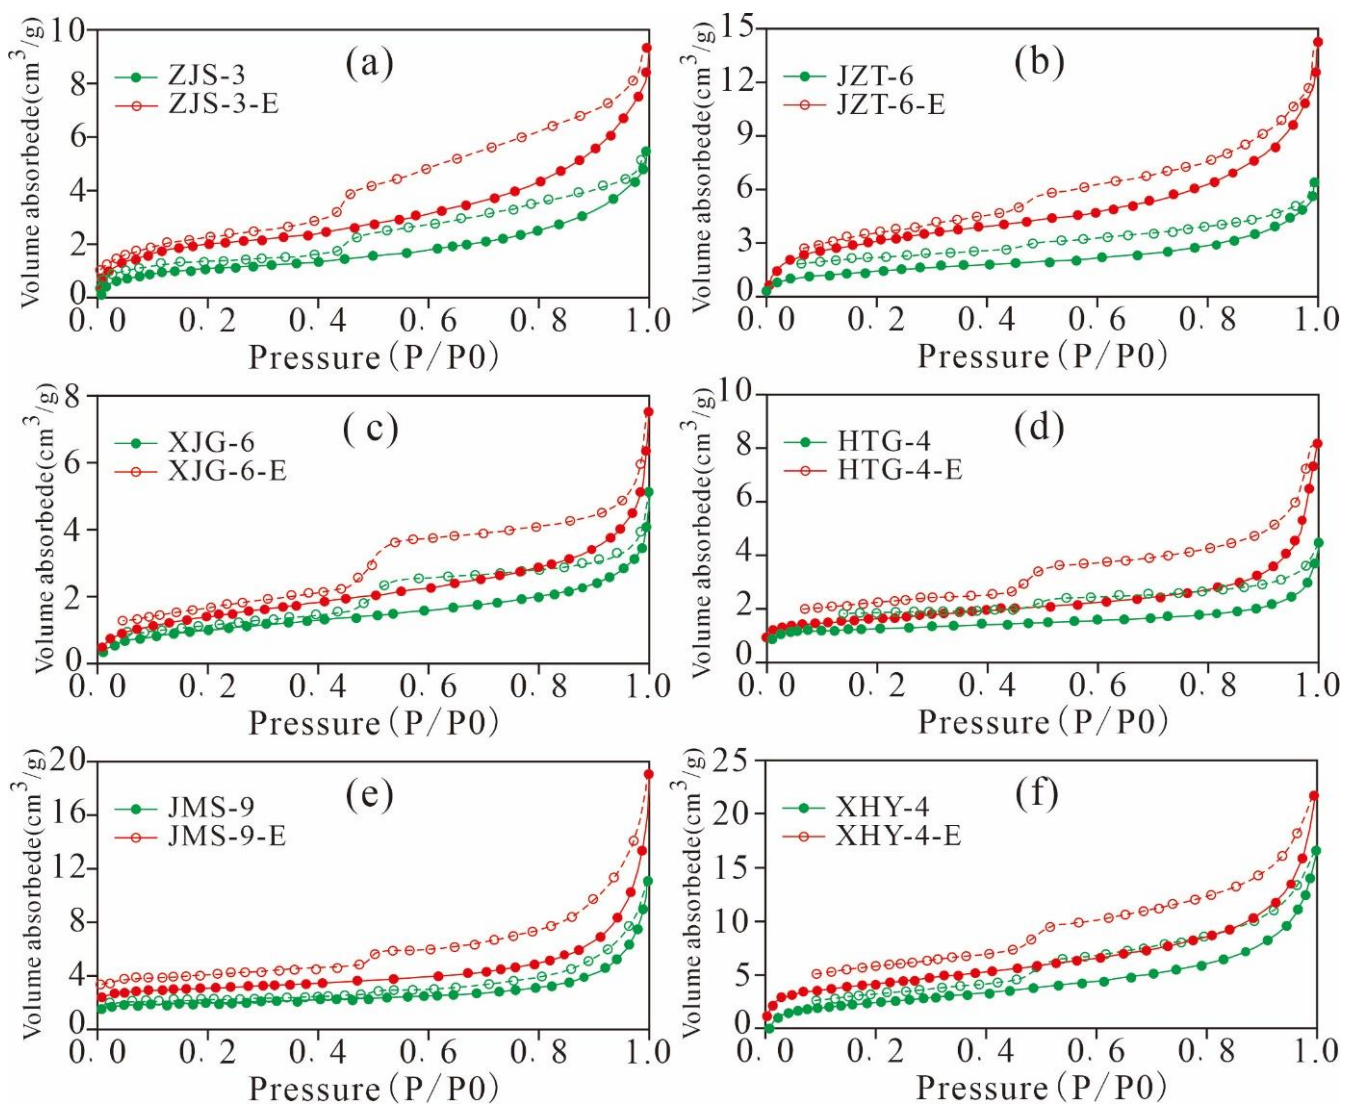 (a)
ZJS-3
ZJS-3-E
Volume absorbede(cm³/g)
10
8
6
4
2
0
0.0 0.2 0.4 0.6 0.8 1.0
Pressure(P/P0)
(b)
JZT-6
JZT-6-E
Volume absorbede(cm³/g)
15
12
9
6
3
0
0.0 0.2 0.4 0.6 0.8 1.0
Pressure(P/P0)
(c)
XJG-6
XJG-6-E
Volume absorbede(cm³/g)
8
6
4
2
0
0.0 0.2 0.4 0.6 0.8 1.0
Pressure(P/P0)
(d)
HTG-4
HTG-4-E
Volume absorbede(cm³/g)
10
8
6
4
2
0
0.0 0.2 0.4 0.6 0.8 1.0
Pressure(P/P0)
(e)
JMS-9
JMS-9-E
Volume absorbede(cm³/g)
20
16
12
8
4
0
0.0 0.2 0.4 0.6 0.8 1.0
Pressure(P/P0)
(f)
XHY-4
XHY-4-E
Volume absorbede(cm³/g)
25
20
15
10
5
0
0.0 0.2 0.4 0.6 0.8 1.0
Pressure(P/P0)